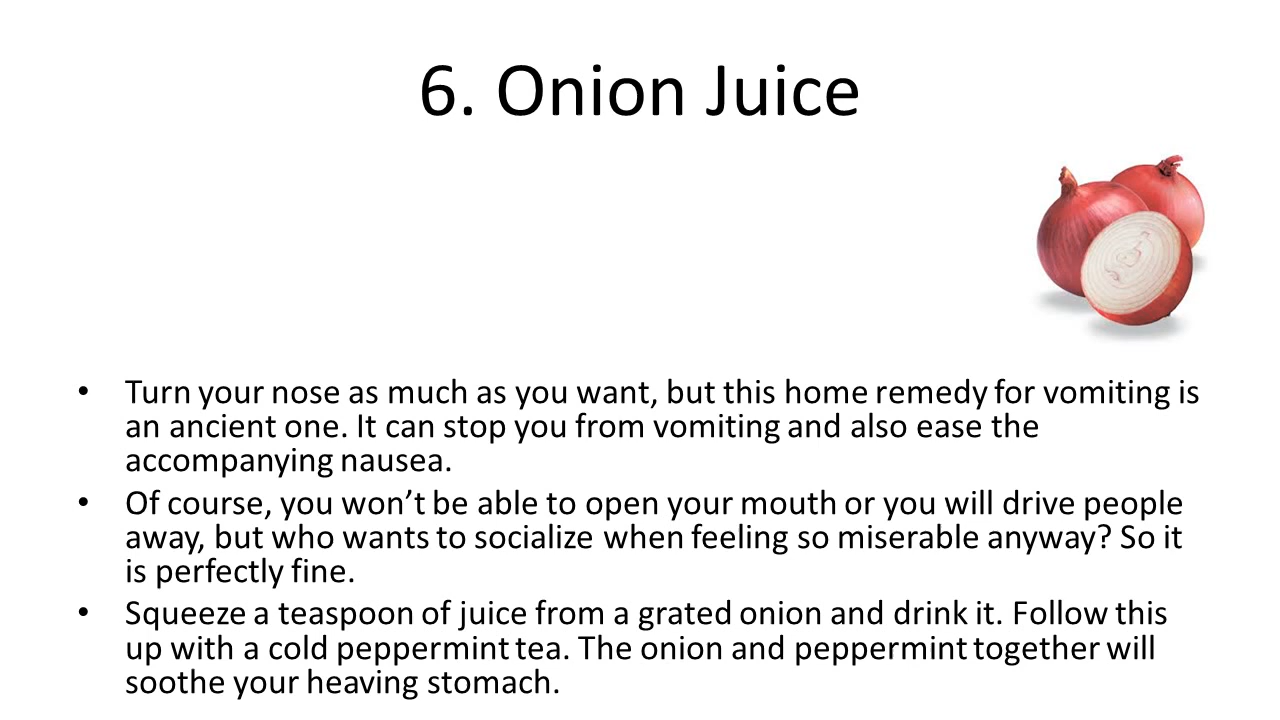 6. Onion Juice
• Turn your nose as much as you want, but this home remedy for vomiting is
an ancient one. It can stop you from vomiting and also ease the
accompanying nausea.
• Of course, you won’t be able to open your mouth or you will drive people
away, but who wants to socialize when feeling so miserable anyway? So it
is perfectly fine.
• Squeeze a teaspoon of juice from a grated onion and drink it. Follow this
up with a cold peppermint tea. The onion and peppermint together will
soothe your heaving stomach.